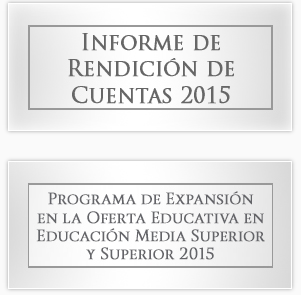 INFORME DE
RENDICIÓN DE
CUENTAS 2015
PROGRAMA DE EXPANSIÓN
EN LA OFERTA EDUCATIVA EN
EDUCACIÓN MEDIA SUPERIOR
Y SUPERIOR 2015